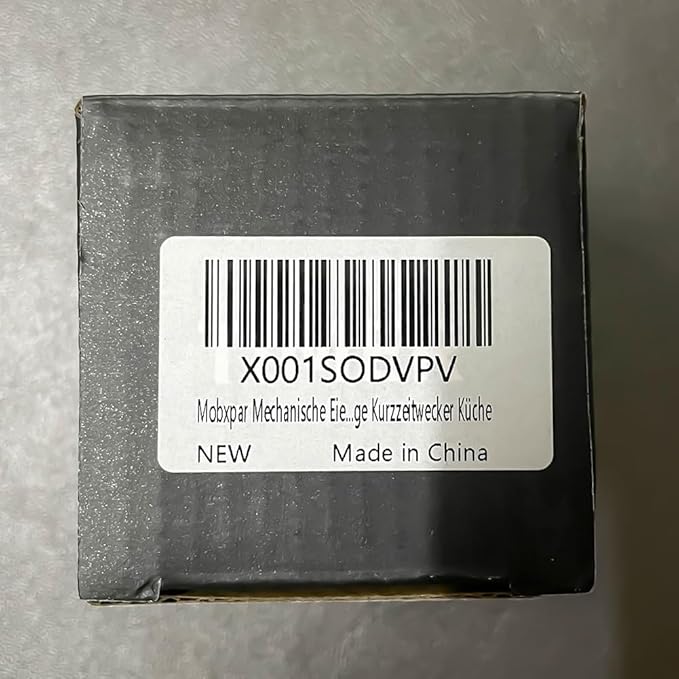 X001SODVPV
Mobxpar Mechanische Eie...ge Kurzzeitwecker Küche
NEW Made in China